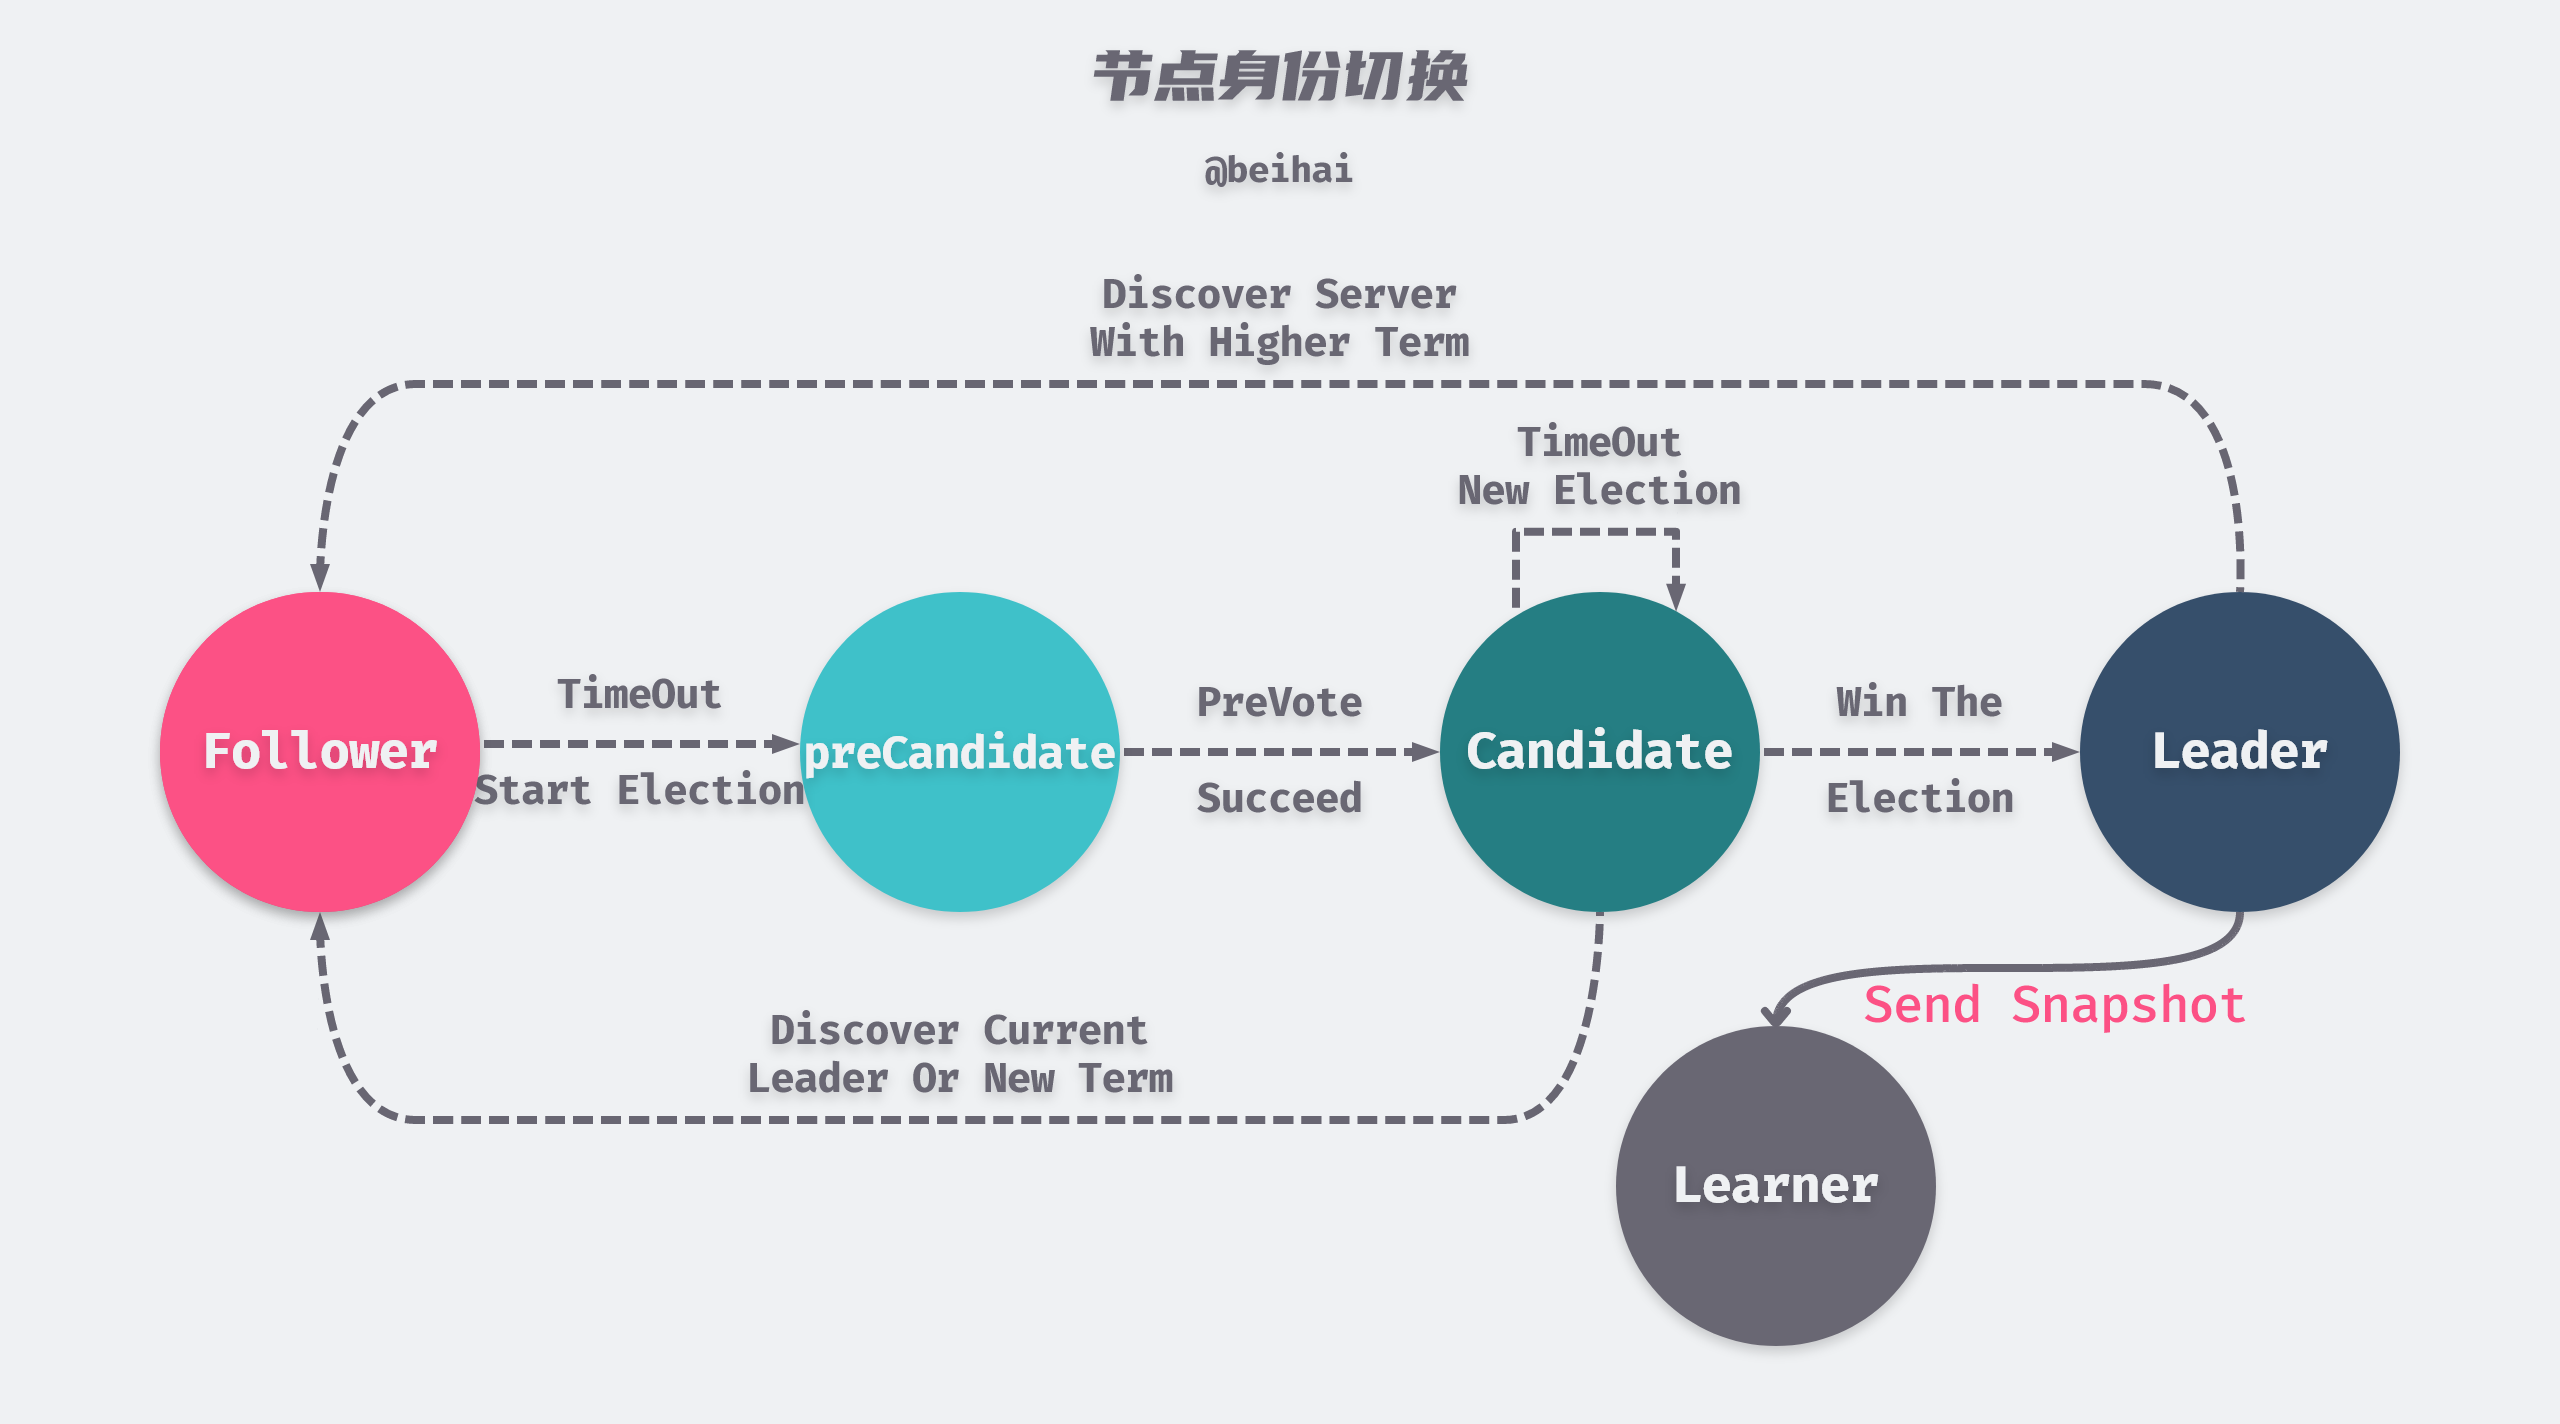 节点身份切换
@beihai
Discover Server
With Higher Term
TimeOut
New Election
TimeOut
Start Election
PreVote
Succeed
Win The
Election
Follower
preCandidate
Candidate
Leader
Send Snapshot
Discover Current
Leader Or New Term
Learner